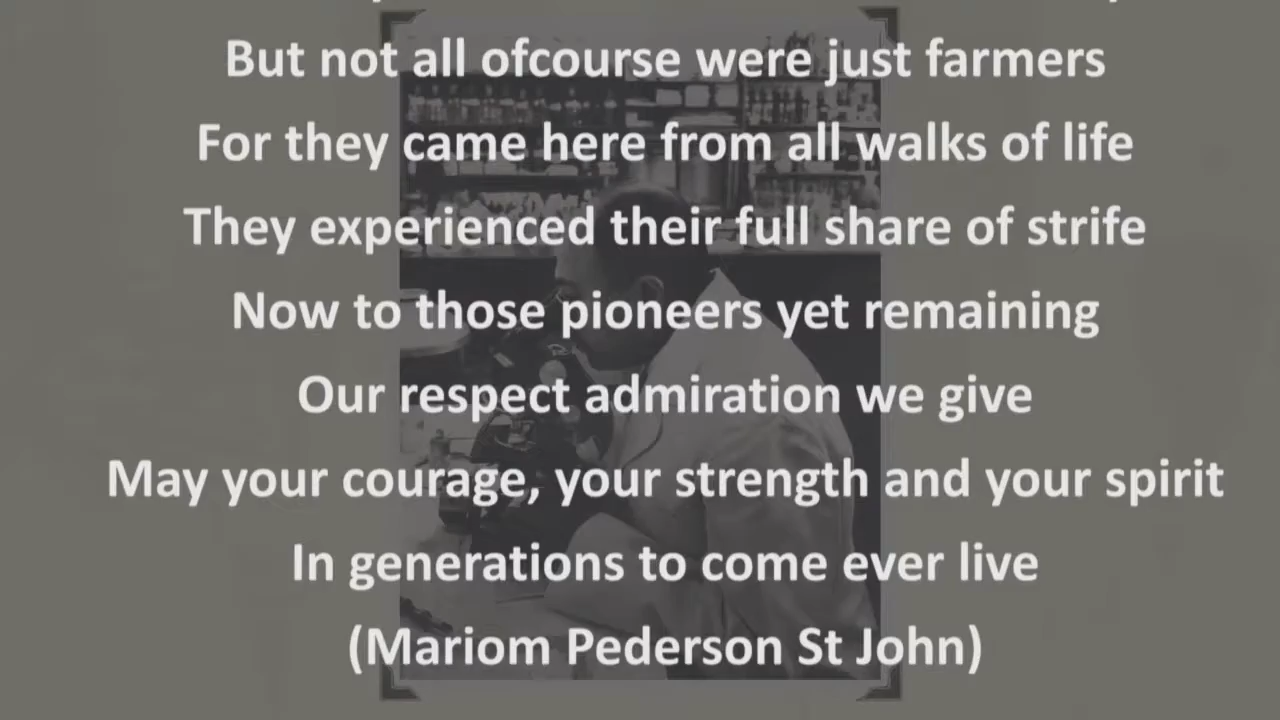 But not all ofcourse were just farmers
For they came here from all walks of life
They experienced their full share of strife
Now to those pioneers yet remaining
Our respect admiration we give
May your courage, your strength and your spirit
In generations to come ever live
(Mariom Pederson St John)